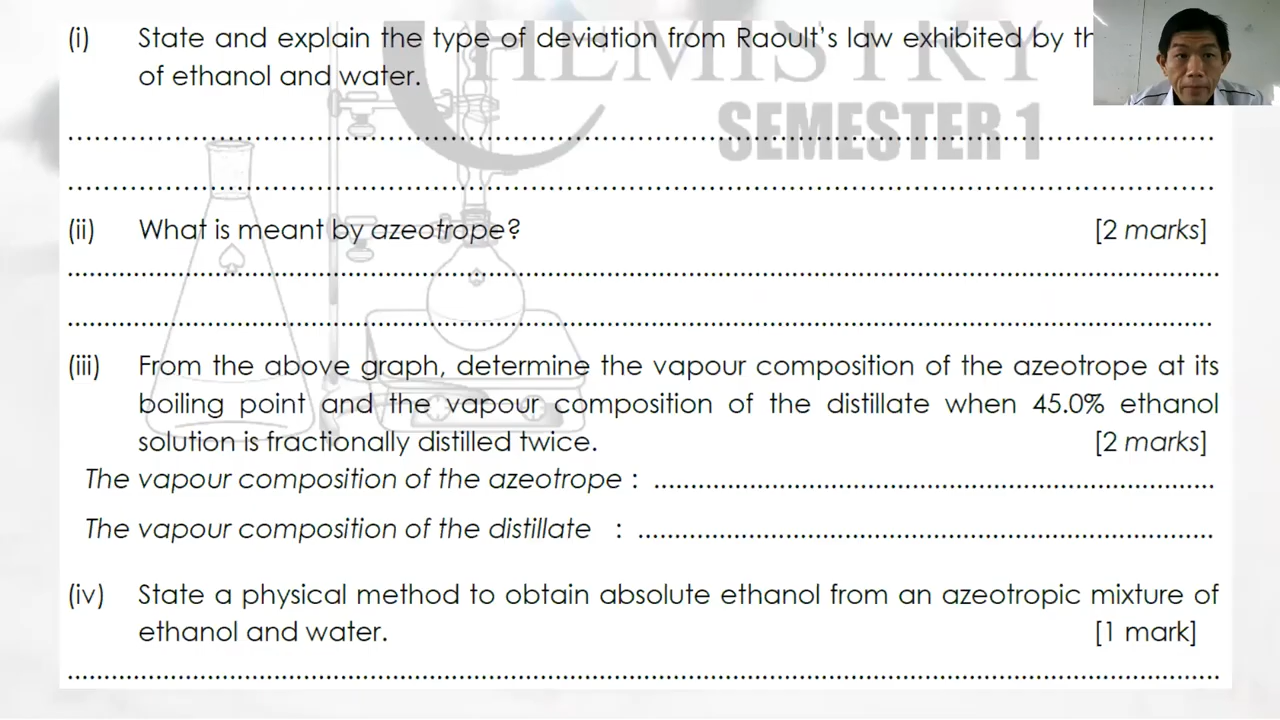 HEMISTRY
SEMESTER 1
(i) State and explain the type of deviation from Raoult's law exhibited by
of ethanol and water.
(ii) What is meant by azeotrope? [2 marks]
(iii) From the above graph, determine the vapour composition of the azeotrope at its
boiling point and the vapour composition of the distillate when 45.0% ethanol
solution is fractionally distilled twice. [2 marks]
The vapour composition of the azeotrope : ........................................
The vapour composition of the distillate : ........................................
(iv) State a physical method to obtain absolute ethanol from an azeotropic mixture of
ethanol and water. [1 mark]